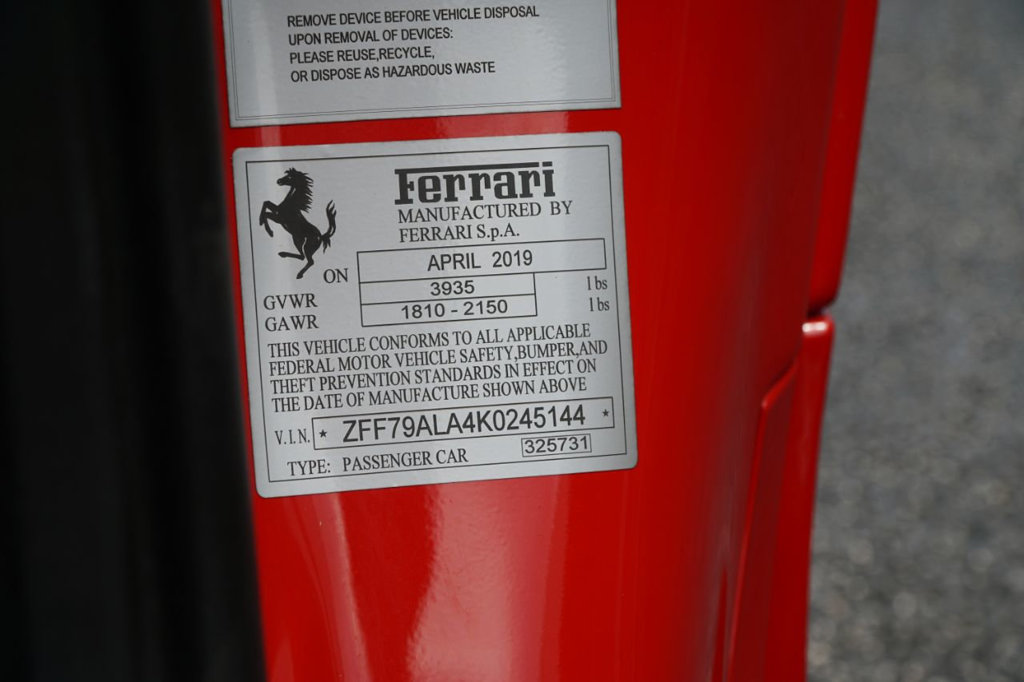 REMOVE DEVICE BEFORE VEHICLE DISPOSAL
UPON REMOVAL OF DEVICES:
PLEASE REUSE,RECYCLE,
OR DISPOSE AS HAZARDOUS WASTE
Ferrari
MANUFACTURED BY
FERRARI S.p.A.
ON APRIL 2019
GVWR 3935 lbs
GAWR 1810 - 2150 lbs
THIS VEHICLE CONFORMS TO ALL APPLICABLE
FEDERAL MOTOR VEHICLE SAFETY,BUMPER,AND
THEFT PREVENTION STANDARDS IN EFFECT ON
THE DATE OF MANUFACTURE SHOWN ABOVE
V.I.N. * ZFF79ALA4K0245144 *
TYPE: PASSENGER CAR 325731